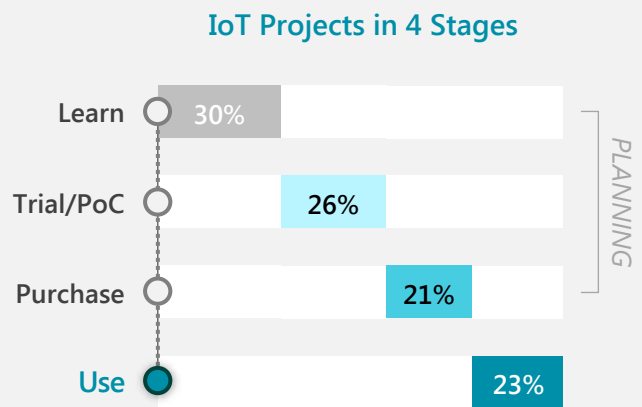 IoT Projects in 4 Stages
Learn
30%
Trial/PoC
26%
Purchase
21%
Use
23%
PLANNING